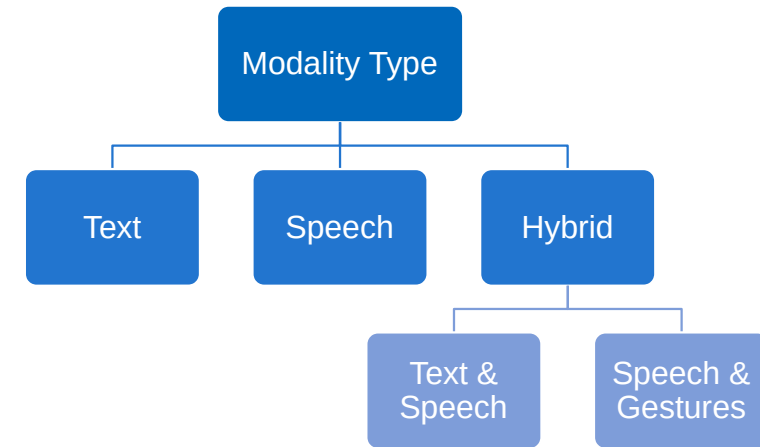 Modality Type
Text
Speech
Hybrid
Text &
Speech
Speech &
Gestures